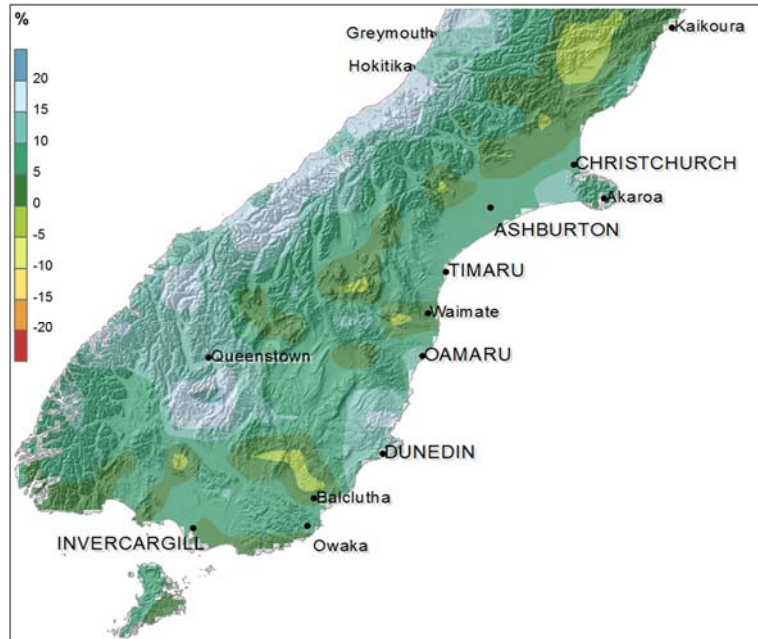 %
20
15
10
5
0
-5
-10
-15
-20
Greymouth
Kaikoura
Hokitika
CHRISTCHURCH
Akaroa
ASHBURTON
TIMARU
Waimate
Queenstown
OAMARU
DUNEDIN
Balclutha
INVERCARGILL
Owaka